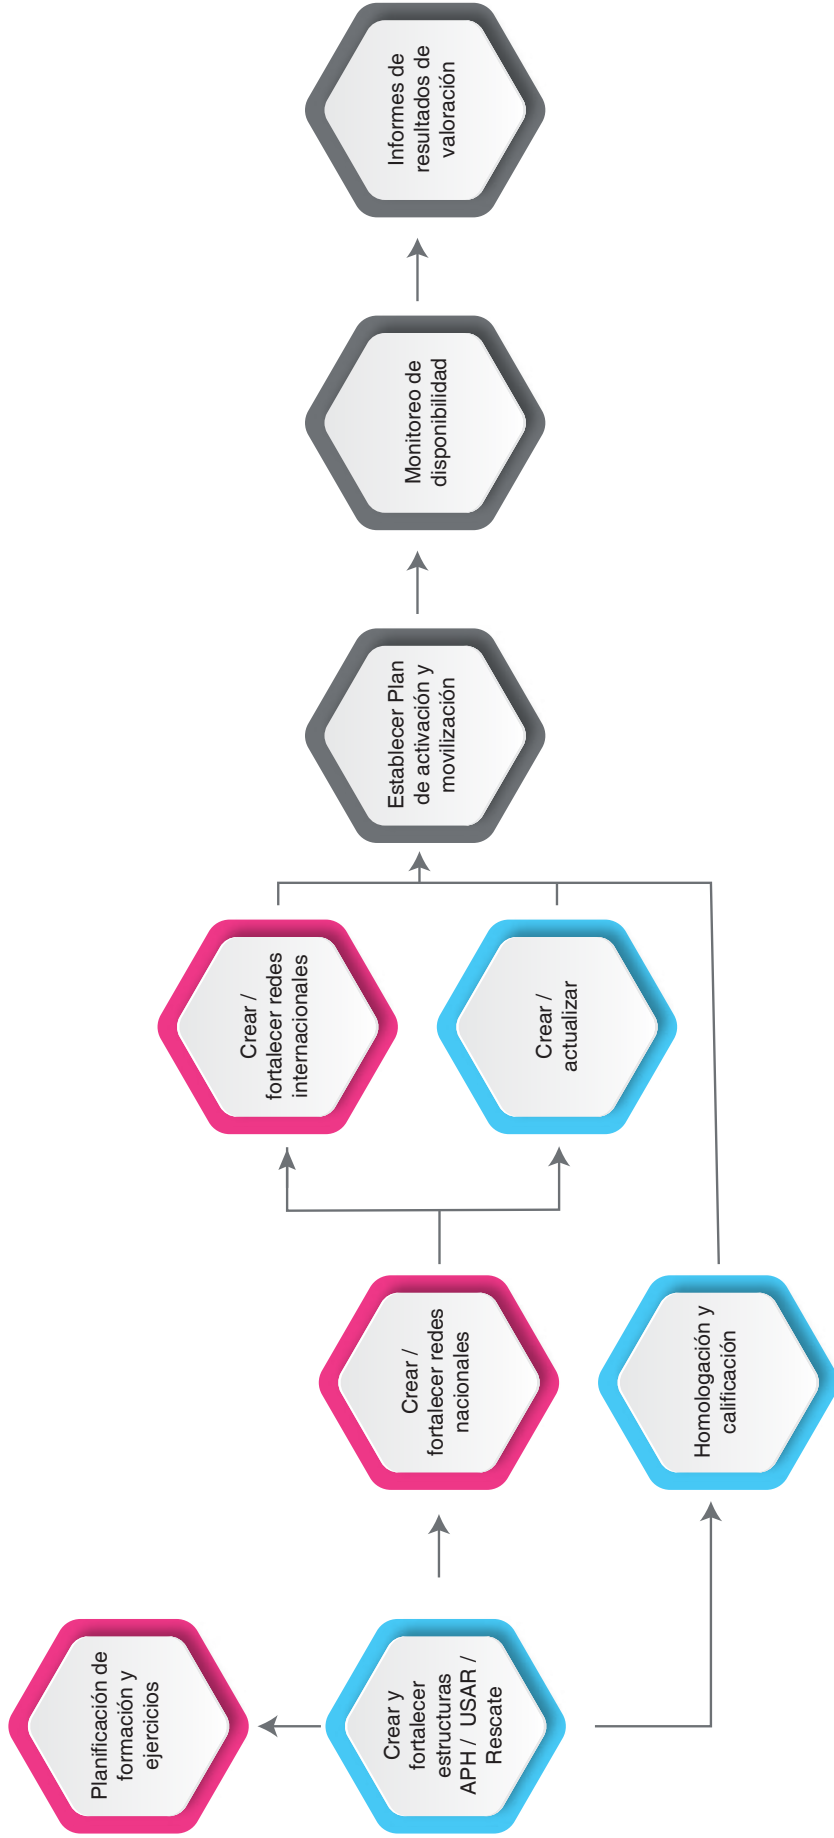 Planificación de
formación y
ejercicios
Crear y
fortalecer
estructuras
APH / USAR /
Rescate
Crear /
fortalecer redes
nacionales
Homologación y
calificación
Crear /
fortalecer redes
internacionales
Crear /
actualizar
Establecer Plan
de activación y
movilización
Monitoreo de
disponibilidad
Informes de
resultados de
valoración